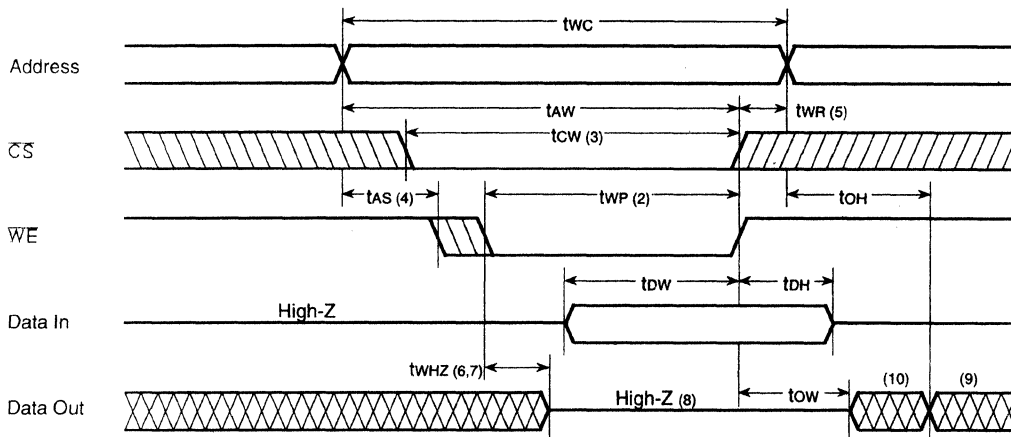 tWC
Address
tAW
tWR (5)
CS
tCW (3)
tAS (4)
tWP (2)
tOH
WE
tDW
tDH
High-Z
Data In
tWHZ (6,7)
High-Z (8)
tOW
(10)
(9)
Data Out